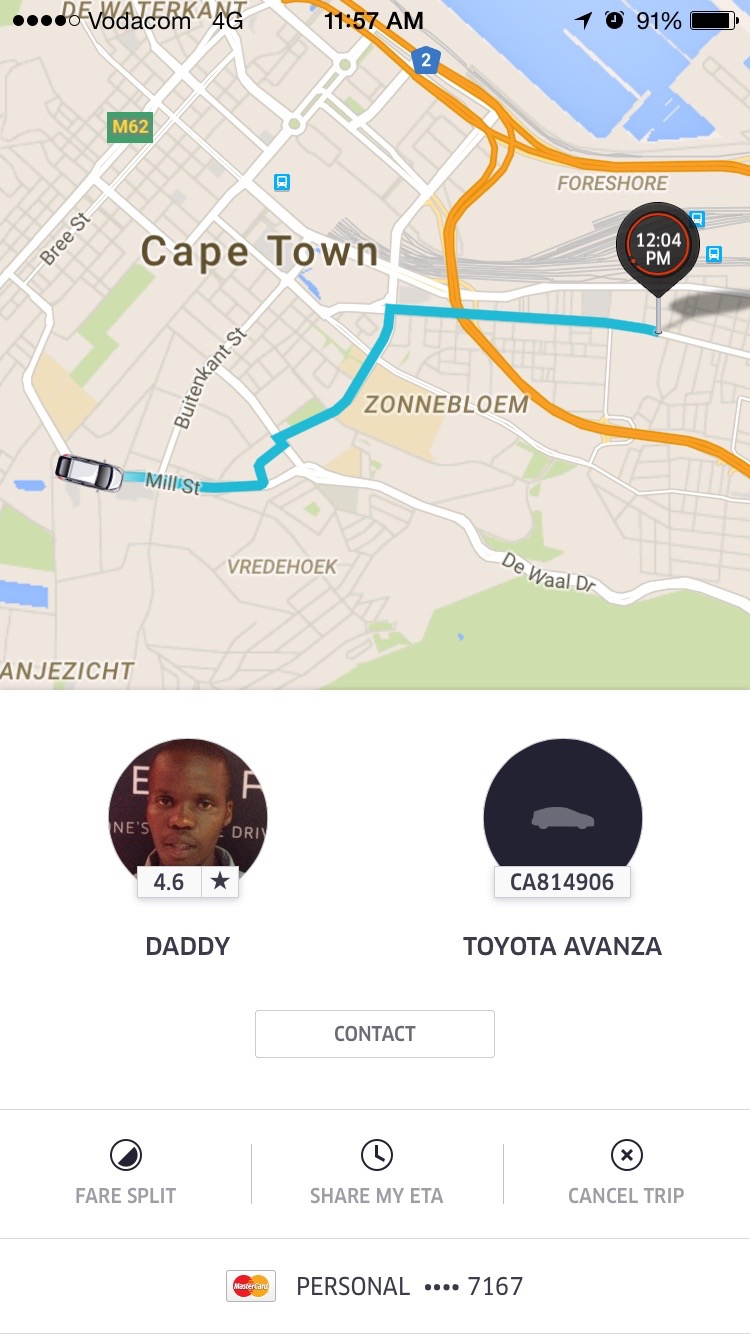 DE WATERKANT
Vodacom 4G 11:57 AM 91%
2
M62
FORESHORE
Bree St
Cape Town
12:04
PM
Buitenkant St
ZONNEBLOEM
Mill St
De Waal Dr
VREDEHOEK
ANJEZICHT
NE'S DRIV
4.6 ★
CA814906
DADDY
TOYOTA AVANZA
CONTACT
FARE SPLIT
SHARE MY ETA
CANCEL TRIP
MasterCard
PERSONAL •••• 7167